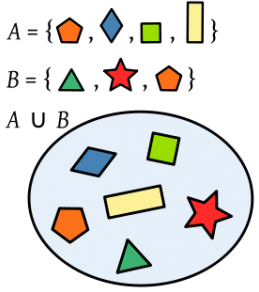 A = { , , , }
B = { , , }
A ∪ B